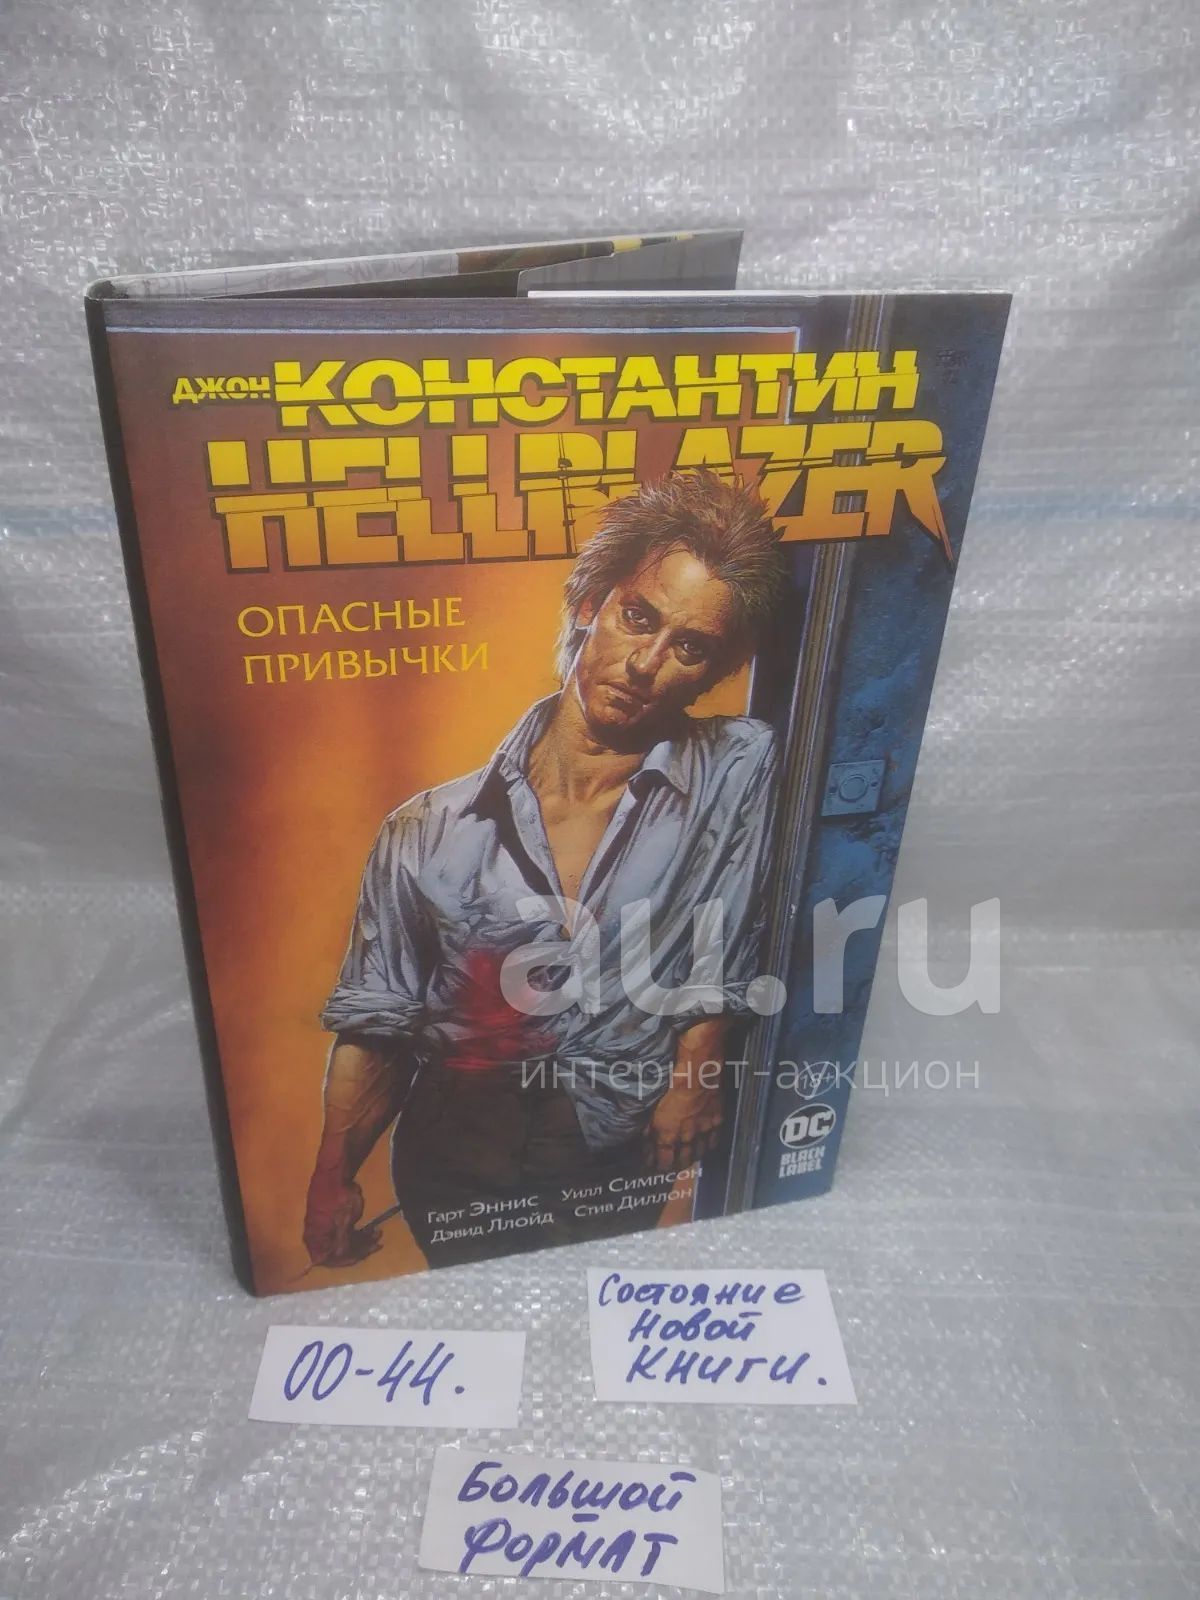 ДЖОН КОНСТАНТИН
HELLBLAZER
ОПАСНЫЕ
ПРИВЫЧКИ
au.ru
интернет-аукцион
18+
DC
BLACK
LABEL
Гарт Эннис Уилл Симпсон
Дэвид Ллойд Стив Диллон
Состояние
Новой
Книги.
00-44.
Большой
Формат